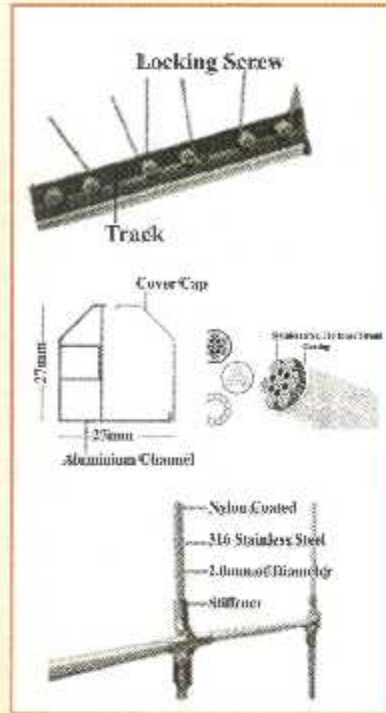 Locking Screw
Track
Cover Cap
27mm
27mm
Aluminium Channel
Nylon Coated
316 Stainless Steel
2.0mm of Diameter
Stiffener